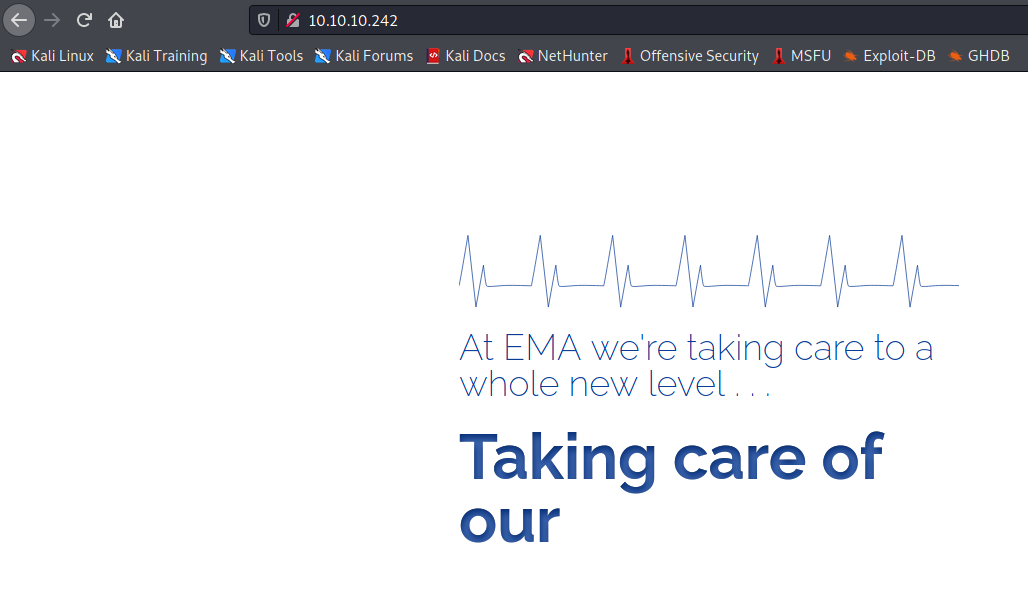 10.10.10.242
Kali Linux Kali Training Kali Tools Kali Forums Kali Docs NetHunter Offensive Security MSFU Exploit-DB GHDB
At EMA we're taking care to a
whole new level . . .
Taking care of
our